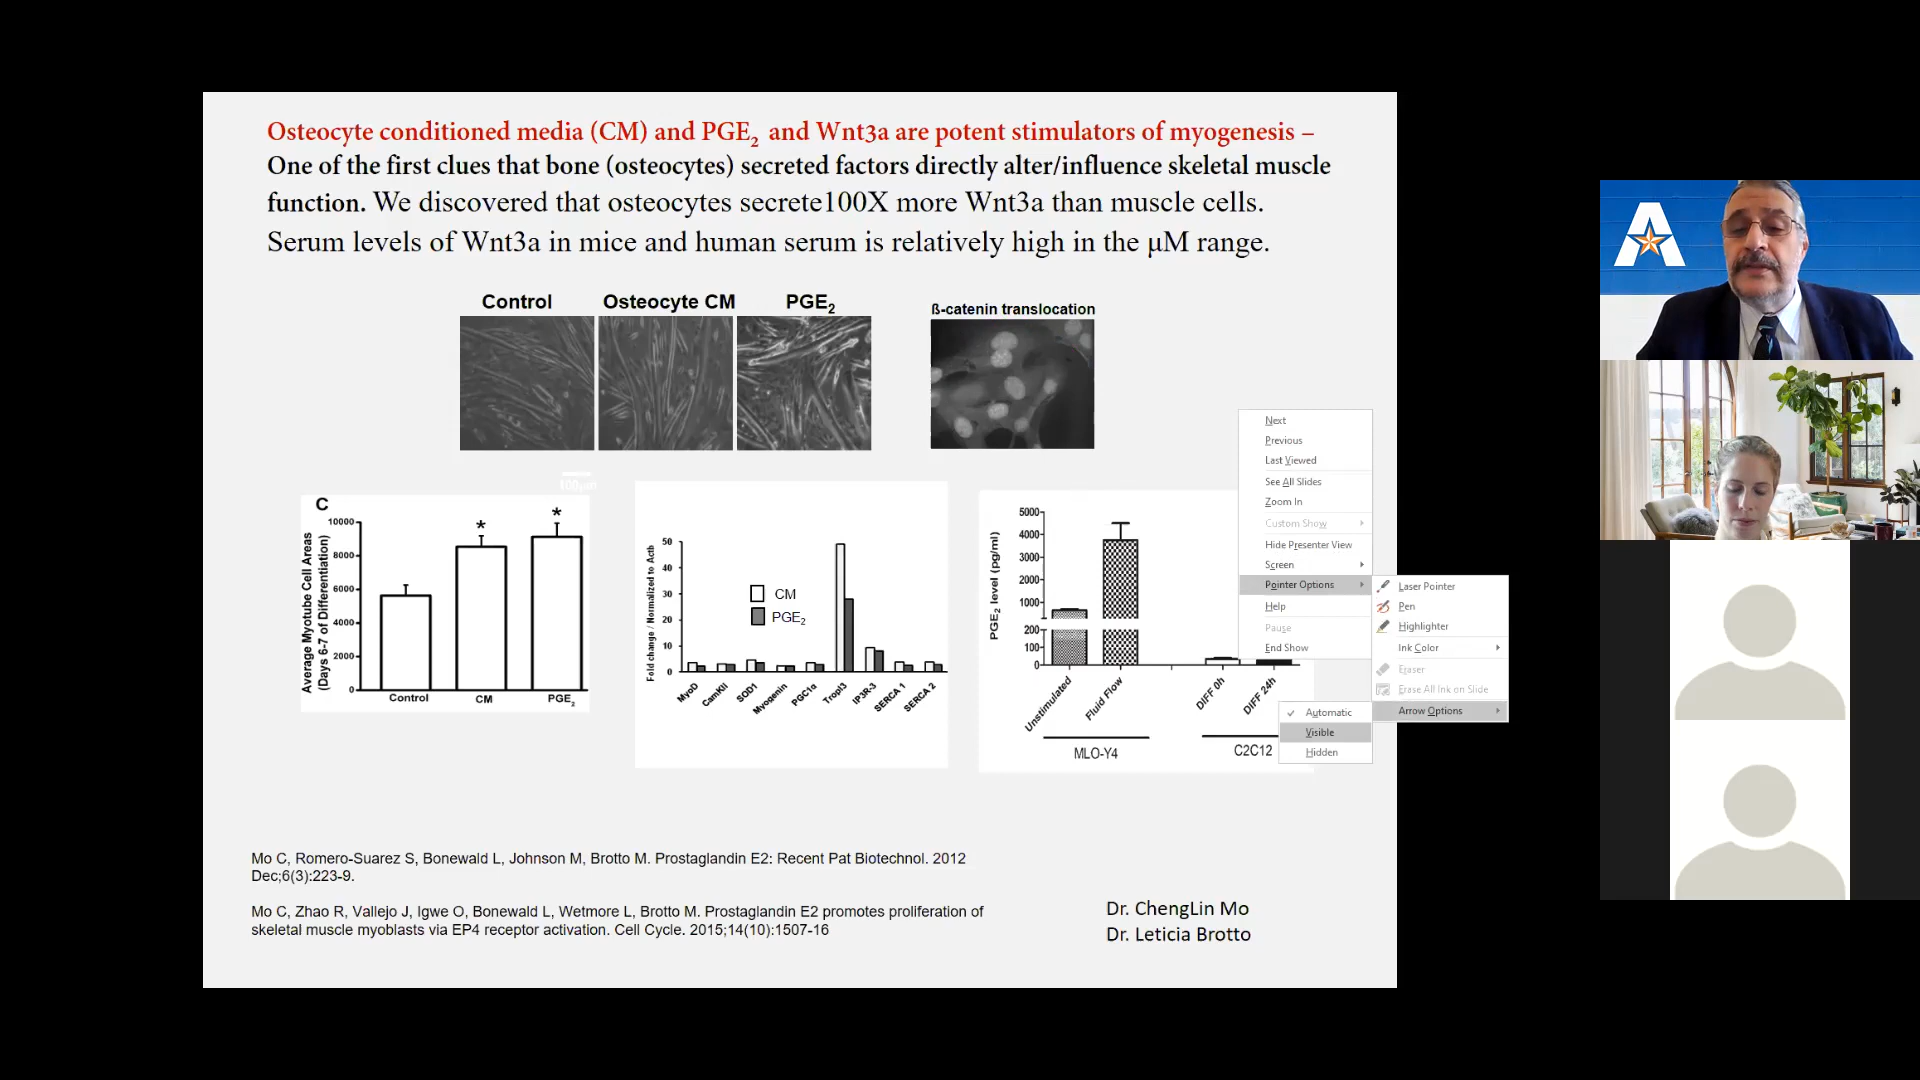 Osteocyte conditioned media (CM) and PGE2 and Wnt3a are potent stimulators of myogenesis –
One of the first clues that bone (osteocytes) secreted factors directly alter/influence skeletal muscle
function. We discovered that osteocytes secrete100X more Wnt3a than muscle cells.
Serum levels of Wnt3a in mice and human serum is relatively high in the µM range.
Control
Osteocyte CM
PGE2
ß-catenin translocation
100µm
C
Average Myotube Cell Areas
(Days 6-7 of Differentiation)
10000
8000
6000
4000
2000
0
*
*
Control
CM
PGE2
Fold change / Normalized to Actb
50
40
30
20
10
0
CM
PGE2
MyoD
CamKII
SOD1
Myogenin
PGC1α
TropI3
IP3R-3
SERCA 1
SERCA 2
PGE2 level (pg/ml)
5000
4000
3000
2000
1000
200
100
0
Unstimulated
Fluid Flow
DIFF 0h
DIFF 24h
MLO-Y4
C2C12
Next
Previous
Last Viewed
See All Slides
Zoom In
Custom Show
Hide Presenter View
Screen
Pointer Options
Help
Pause
End Show
Laser Pointer
Pen
Highlighter
Ink Color
Eraser
Erase All Ink on Slide
Arrow Options
Automatic
Visible
Hidden
Mo C, Romero-Suarez S, Bonewald L, Johnson M, Brotto M. Prostaglandin E2: Recent Pat Biotechnol. 2012
Dec;6(3):223-9.
Mo C, Zhao R, Vallejo J, Igwe O, Bonewald L, Wetmore L, Brotto M. Prostaglandin E2 promotes proliferation of
skeletal muscle myoblasts via EP4 receptor activation. Cell Cycle. 2015;14(10):1507-16
Dr. ChengLin Mo
Dr. Leticia Brotto
A